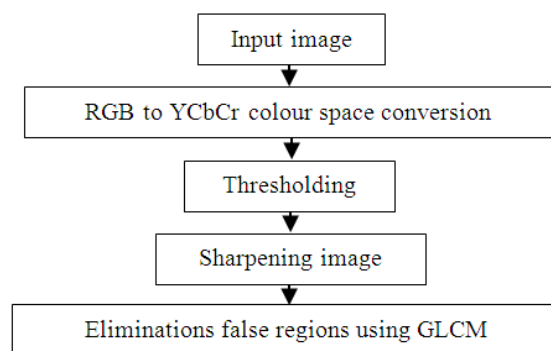 Input image
RGB to YCbCr colour space conversion
Thresholding
Sharpening image
Eliminations false regions using GLCM